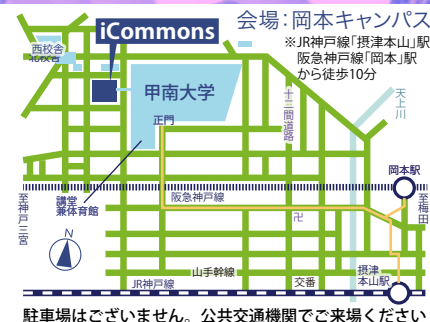 会場:岡本キャンパス
iCommons
※JR神戸線「摂津本山」駅
阪急神戸線「岡本」駅
から徒歩10分
西校舎
北校舎
甲南大学
正門
十三間道路
天上川
岡本駅
講堂
兼体育館
阪急神戸線
至神戸三宮
至梅田
卍
N
山手幹線
摂津
本山駅
JR神戸線
交番
駐車場はございません。公共交通機関でご来場ください